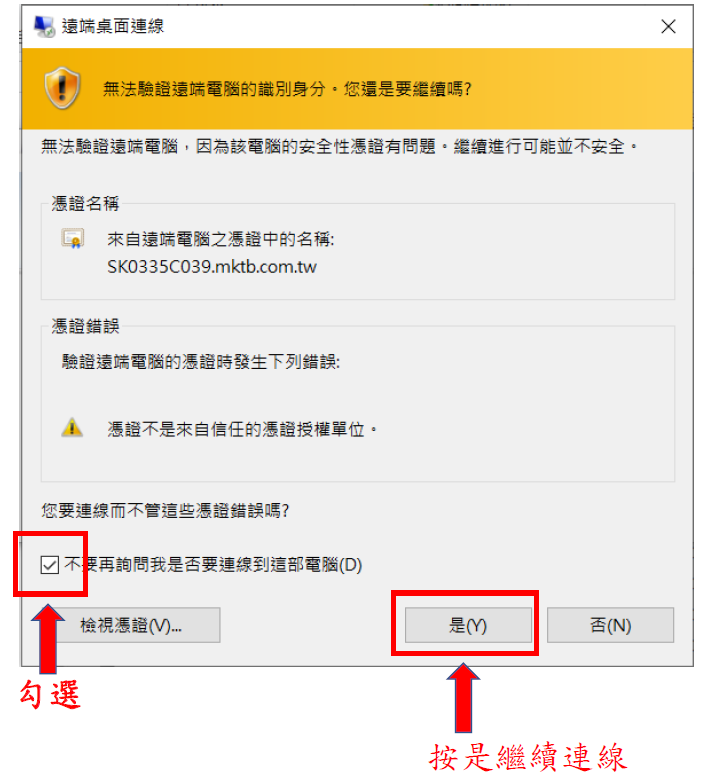 遠端桌面連線
無法驗證遠端電腦的識別身分。您還是要繼續嗎?
無法驗證遠端電腦，因為該電腦的安全性憑證有問題。繼續進行可能並不安全。
憑證名稱
來自遠端電腦之憑證中的名稱:
SK0335C039.mktb.com.tw
憑證錯誤
驗證遠端電腦的憑證時發生下列錯誤:
憑證不是來自信任的憑證授權單位。
您要連線而不管這些憑證錯誤嗎?
不要再詢問我是否要連線到這部電腦(D)
檢視憑證(V)... 是(Y) 否(N)
勾選
按是繼續連線